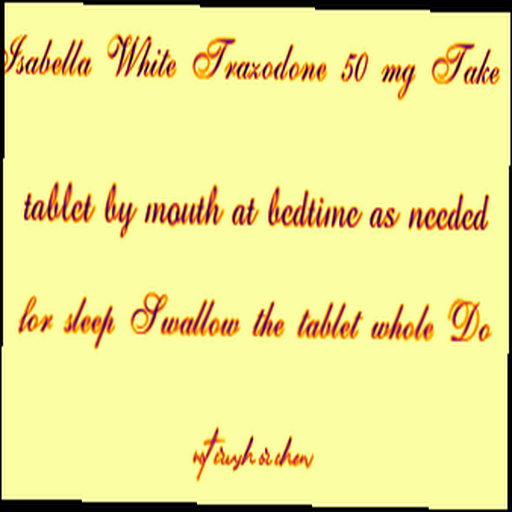 Isabella White Trazodone 50 mg Take
tablet by mouth at bedtime as needed
for sleep Swallow the tablet whole Do
not crush or chew